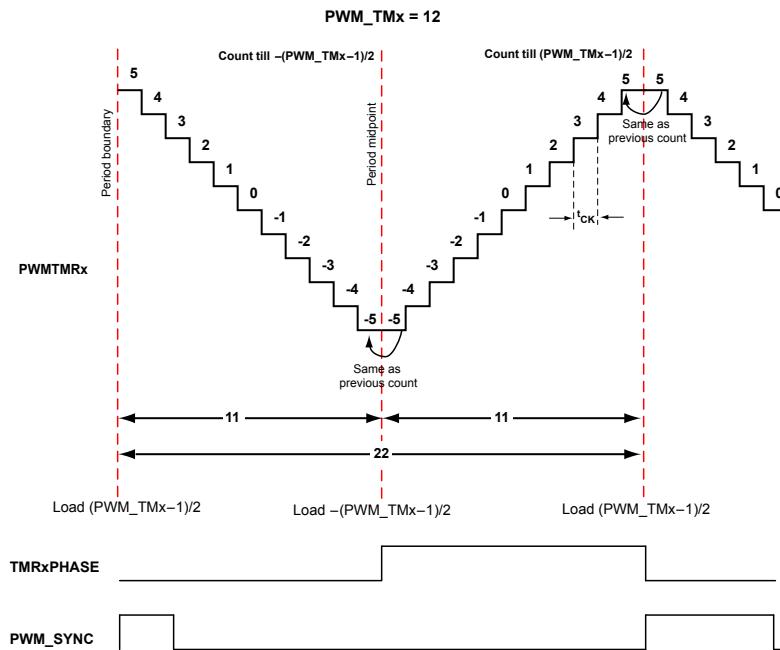 PWM_TMx = 12
Count till –(PWM_TMx–1)/2
Count till (PWM_TMx–1)/2
Period boundary
Period midpoint
5
4
3
2
1
0
-1
-2
-3
-4
-5
-5
-4
-3
-2
-1
0
1
2
3
4
5
5
4
3
2
1
0
Same as
previous count
tCK
PWMTMRx
Same as
previous count
11
11
22
Load (PWM_TMx–1)/2
Load –(PWM_TMx–1)/2
Load (PWM_TMx–1)/2
TMRxPHASE
PWM_SYNC